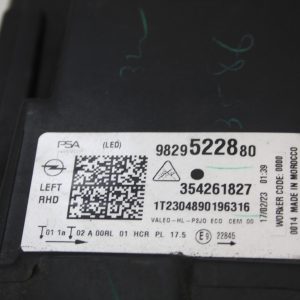 PSA
(LED)
9829522880
LEFT
RHD
354261827
1T2304890196316
VALEO-HL-P2JO ECO CEM 00
01 1a 02 A 00RL 01 HCR PL 17.5 22845
17/02/23 01:39
WORKER CODE: 0000
0014 MADE IN MOROCCO